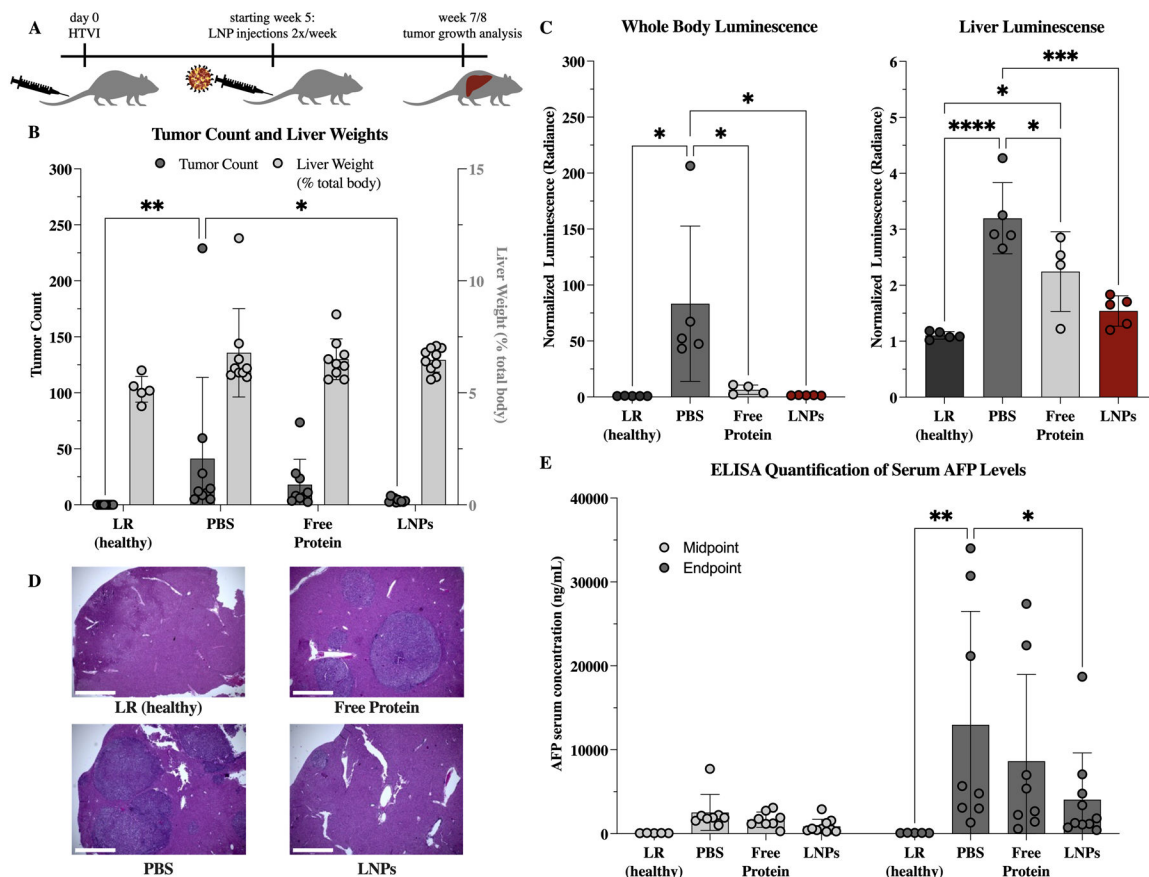 A
day 0
HTVI
starting week 5:
LNP injections 2x/week
week 7/8
tumor growth analysis
B
Tumor Count and Liver Weights
Tumor Count
Liver Weight
(% total body)
300
250
200
150
100
50
0
Tumor Count
15
10
5
0
Liver Weight (% total body)
**
*
LR
(healthy)
PBS
Free
Protein
LNPs
C
Whole Body Luminescence
Normalized Luminescence (Radiance)
300
250
200
150
100
50
0
*
*
*
LR
(healthy)
PBS
Free
Protein
LNPs
Liver Luminescense
Normalized Luminescence (Radiance)
6
5
4
3
2
1
0
***
*
****
*
LR
(healthy)
PBS
Free
Protein
LNPs
D
LR (healthy)
Free Protein
PBS
LNPs
E
ELISA Quantification of Serum AFP Levels
AFP serum concentration (ng/mL)
40000
30000
20000
10000
0
Midpoint
Endpoint
**
*
LR
(healthy)
PBS
Free
Protein
LNPs
LR
(healthy)
PBS
Free
Protein
LNPs